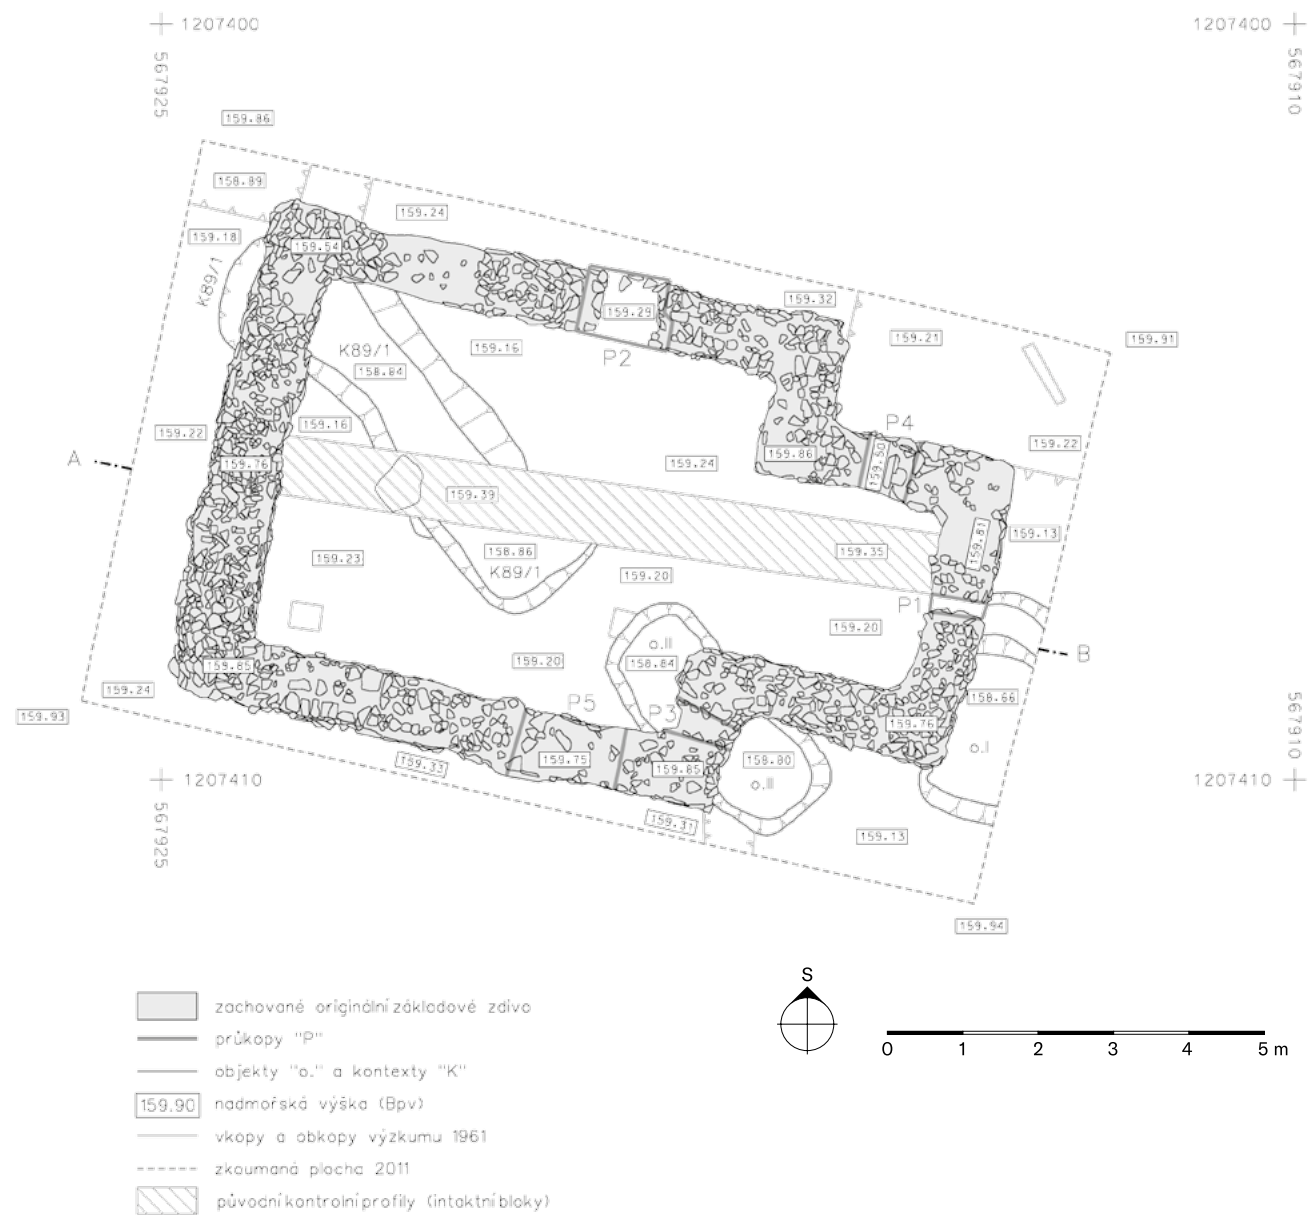 1207400
1207400
567925
567910
159.86
158.89
159.24
159.18
159.54
K89/1
159.32
159.29
159.21
159.91
P2
K89/1
159.16
158.84
159.16
P4
159.22
159.22
A
159.76
159.86
159.50
159.24
159.39
159.81
159.13
159.23
158.86
159.35
K89/1
159.20
P1
159.20
B
o.III
158.84
159.20
159.85
159.24
158.66
P5
P3
159.76
159.93
o.I
567910
159.33
159.75
159.85
158.80
o.II
1207410
1207410
567925
159.31
159.13
159.94
zachované originální základové zdivo
průkopy "P"
objekty "o." a kontexty "K"
159.90 nadmořská výška (Bpv)
vkopy a obkopy výzkumu 1961
zkoumaná plocha 2011
původní kontrolní profily (intaktní bloky)
S
0 1 2 3 4 5 m